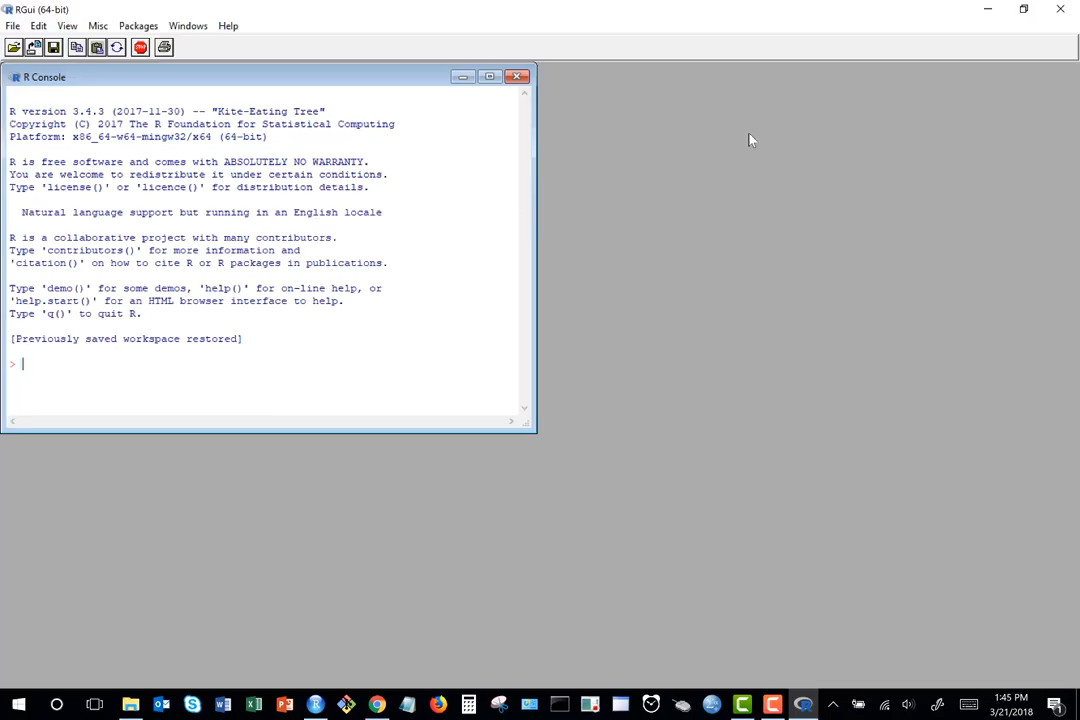 RGui (64-bit)
File Edit View Misc Packages Windows Help
STOP
R Console
R version 3.4.3 (2017-11-30) -- "Kite-Eating Tree"
Copyright (C) 2017 The R Foundation for Statistical Computing
Platform: x86_64-w64-mingw32/x64 (64-bit)
R is free software and comes with ABSOLUTELY NO WARRANTY.
You are welcome to redistribute it under certain conditions.
Type 'license()' or 'licence()' for distribution details.
Natural language support but running in an English locale
R is a collaborative project with many contributors.
Type 'contributors()' for more information and
'citation()' on how to cite R or R packages in publications.
Type 'demo()' for some demos, 'help()' for on-line help, or
'help.start()' for an HTML browser interface to help.
Type 'q()' to quit R.
[Previously saved workspace restored]
>
1:45 PM
3/21/2018